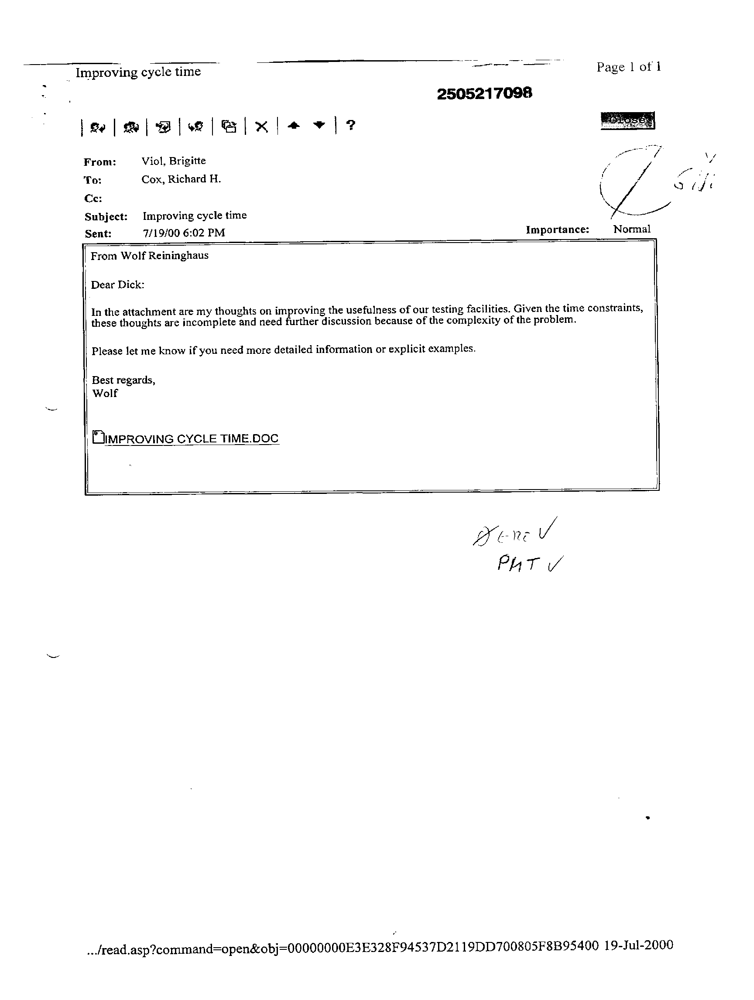 Improving cycle time
Page 1 of 1
2505217098
?
Close
From: Viol, Brigitte
To: Cox, Richard H.
Cc:
Subject: Improving cycle time
Sent: 7/19/00 6:02 PM
Importance: Normal
From Wolf Reininghaus
Dear Dick:
In the attachment are my thoughts on improving the usefulness of our testing facilities. Given the time constraints,
these thoughts are incomplete and need further discussion because of the complexity of the problem.
Please let me know if you need more detailed information or explicit examples.
Best regards,
Wolf
IMPROVING CYCLE TIME.DOC
PMT ✓
.../read.asp?command=open&obj=00000000E3E328F94537D2119DD700805F8B95400 19-Jul-2000